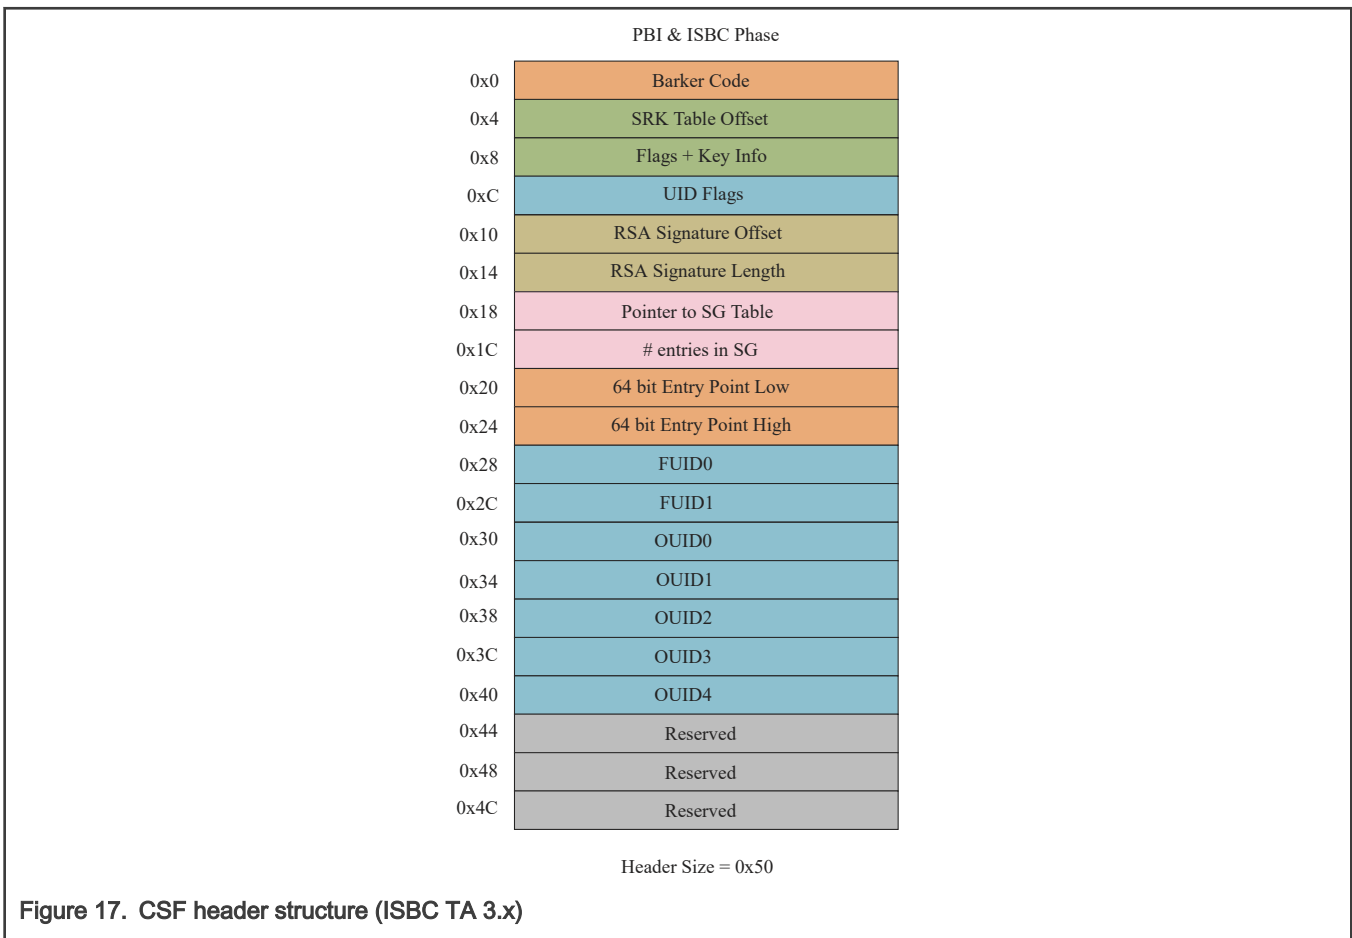 PBI & ISBC Phase
0x0 Barker Code
0x4 SRK Table Offset
0x8 Flags + Key Info
0xC UID Flags
0x10 RSA Signature Offset
0x14 RSA Signature Length
0x18 Pointer to SG Table
0x1C # entries in SG
0x20 64 bit Entry Point Low
0x24 64 bit Entry Point High
0x28 FUID0
0x2C FUID1
0x30 OUID0
0x34 OUID1
0x38 OUID2
0x3C OUID3
0x40 OUID4
0x44 Reserved
0x48 Reserved
0x4C Reserved
Header Size = 0x50
Figure 17. CSF header structure (ISBC TA 3.x)